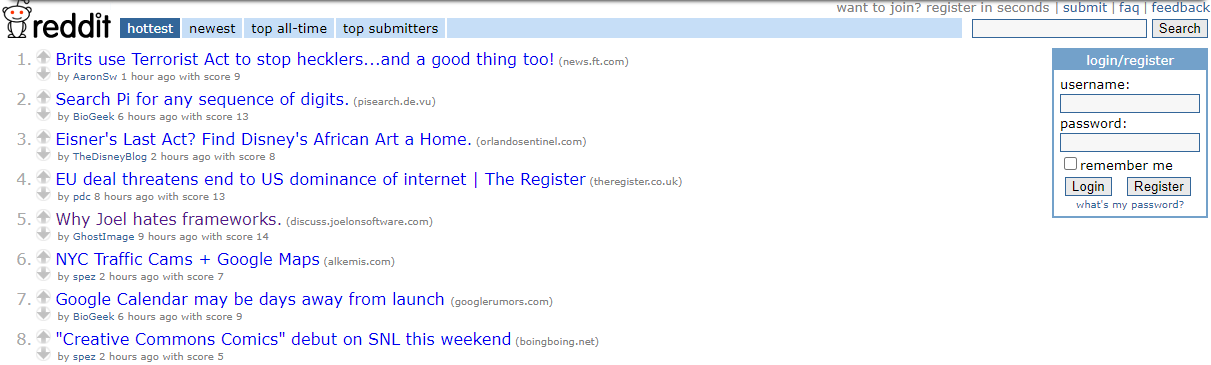 want to join? register in seconds | submit | faq | feedback
reddit hottest newest top all-time top submitters Search
1. Brits use Terrorist Act to stop hecklers...and a good thing too! (news.ft.com)
by AaronSw 1 hour ago with score 9
2. Search Pi for any sequence of digits. (pisearch.de.vu)
by BioGeek 6 hours ago with score 13
3. Eisner's Last Act? Find Disney's African Art a Home. (orlandosentinel.com)
by TheDisneyBlog 2 hours ago with score 8
4. EU deal threatens end to US dominance of internet | The Register (theregister.co.uk)
by pdc 8 hours ago with score 13
5. Why Joel hates frameworks. (discuss.joelonsoftware.com)
by GhostImage 9 hours ago with score 14
6. NYC Traffic Cams + Google Maps (alkemis.com)
by spez 2 hours ago with score 7
7. Google Calendar may be days away from launch (googlerumors.com)
by BioGeek 6 hours ago with score 9
8. "Creative Commons Comics" debut on SNL this weekend (boingboing.net)
by spez 2 hours ago with score 5
login/register
username:
password:
remember me
Login Register
what's my password?